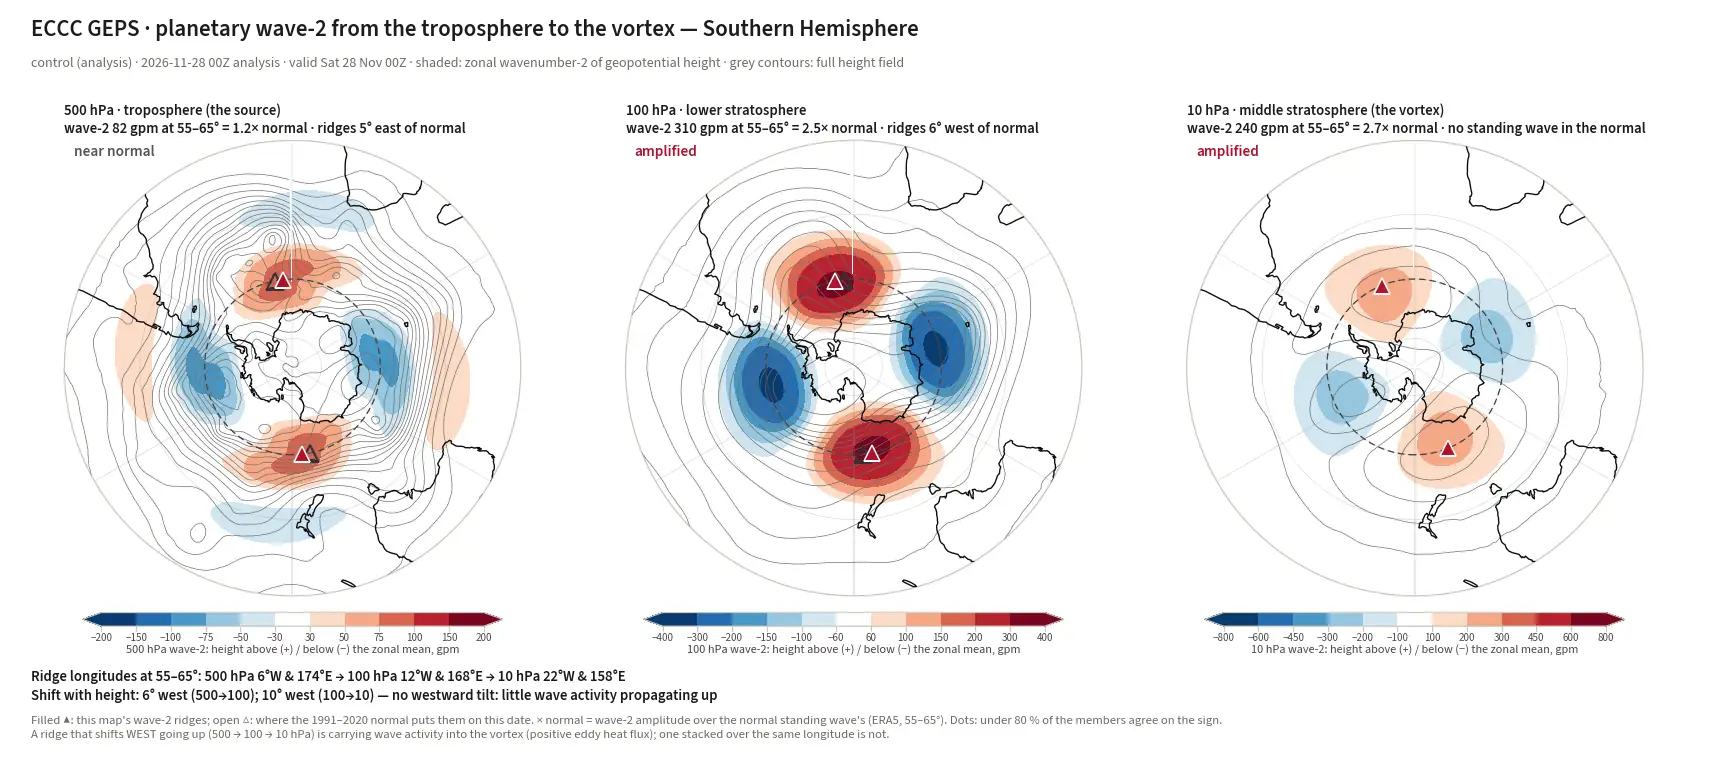 ECCC GEPS · planetary wave-2 from the troposphere to the vortex — Southern Hemisphere
control (analysis) · 2026-11-28 00Z analysis · valid Sat 28 Nov 00Z · shaded: zonal wavenumber-2 of geopotential height · grey contours: full height field
500 hPa · troposphere (the source)
wave-2 82 gpm at 55–65° = 1.2× normal · ridges 5° east of normal
near normal
100 hPa · lower stratosphere
wave-2 310 gpm at 55–65° = 2.5× normal · ridges 6° west of normal
amplified
10 hPa · middle stratosphere (the vortex)
wave-2 240 gpm at 55–65° = 2.7× normal · no standing wave in the normal
amplified
−200 −150 −100 −75 −50 −30 30 50 75 100 150 200
500 hPa wave-2: height above (+) / below (−) the zonal mean, gpm
−400 −300 −200 −150 −100 −60 60 100 150 200 300 400
100 hPa wave-2: height above (+) / below (−) the zonal mean, gpm
−800 −600 −450 −300 −200 −100 100 200 300 450 600 800
10 hPa wave-2: height above (+) / below (−) the zonal mean, gpm
Ridge longitudes at 55–65°: 500 hPa 6°W & 174°E → 100 hPa 12°W & 168°E → 10 hPa 22°W & 158°E
Shift with height: 6° west (500→100); 10° west (100→10) — no westward tilt: little wave activity propagating up
Filled ▲: this map's wave-2 ridges; open △: where the 1991–2020 normal puts them on this date. × normal = wave-2 amplitude over the normal standing wave's (ERA5, 55–65°). Dots: under 80 % of the members agree on the sign.
A ridge that shifts WEST going up (500 → 100 → 10 hPa) is carrying wave activity into the vortex (positive eddy heat flux); one stacked over the same longitude is not.